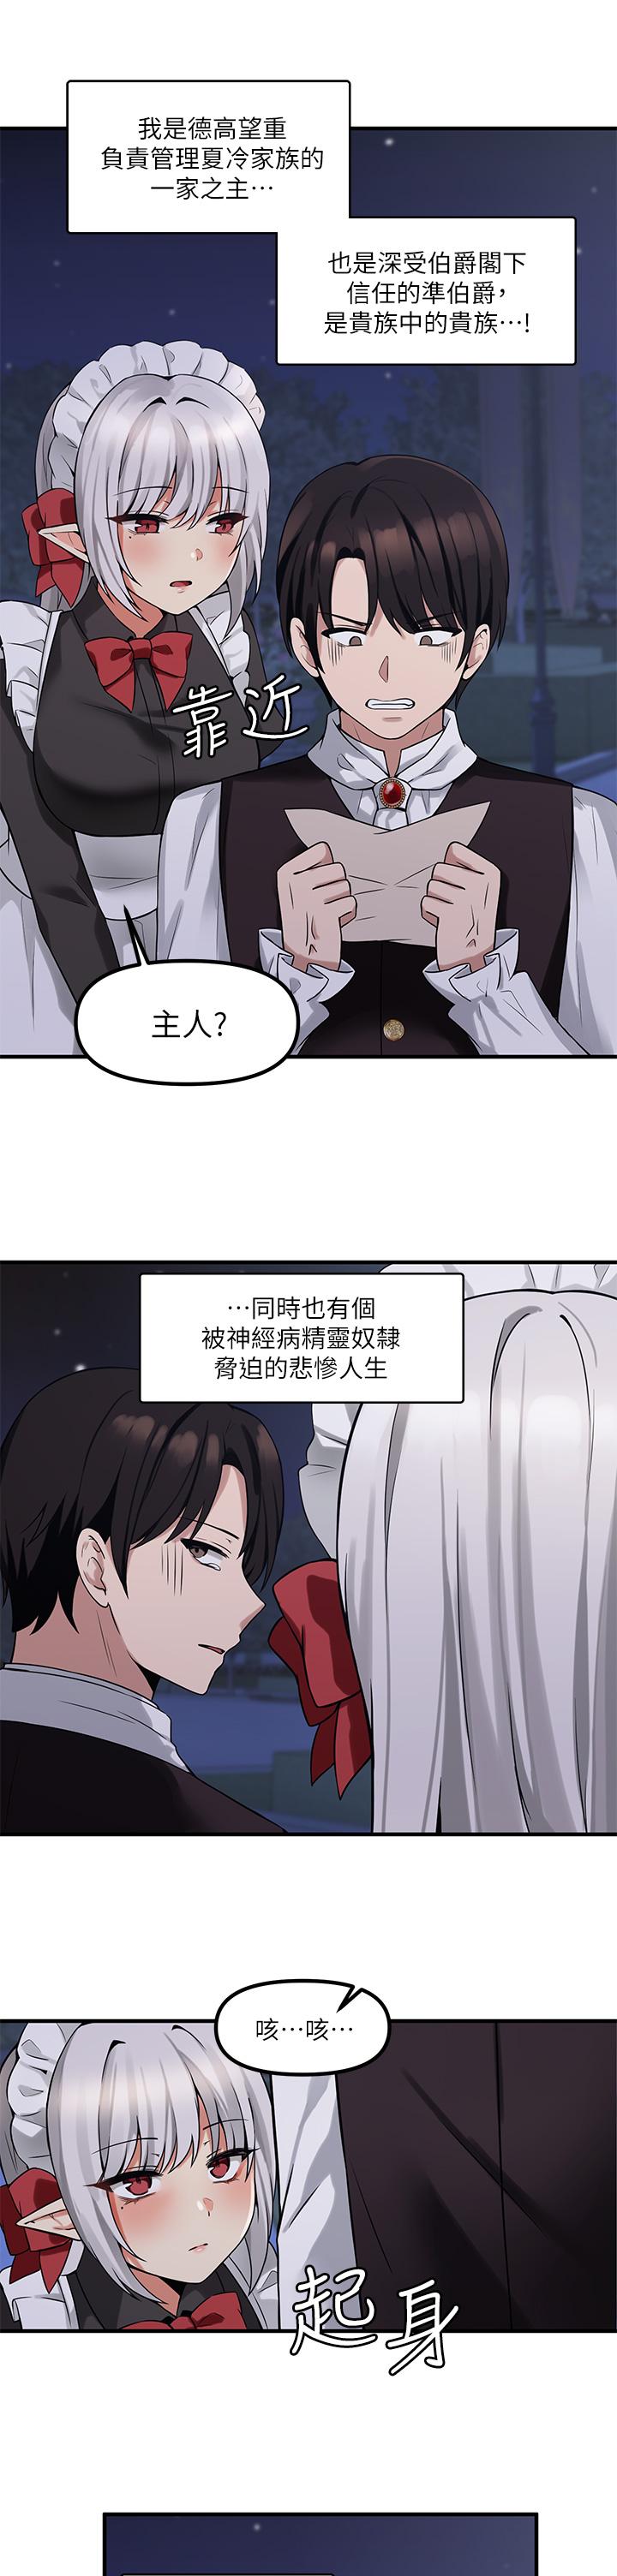 我是德高望重
負責管理夏冷家族的
一家之主…
也是深受伯爵閣下
信任的準伯爵，
是貴族中的貴族…!
靠近
主人?
…同時也有個
被神經病精靈奴隸
脅迫的悲慘人生
咳…咳…
起身